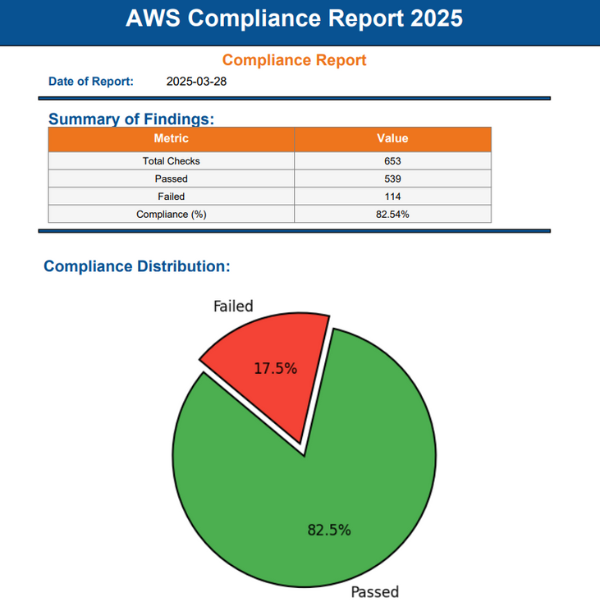 AWS Compliance Report 2025
Compliance Report
Date of Report: 2025-03-28
Summary of Findings:
Metric Value
Total Checks 653
Passed 539
Failed 114
Compliance (%) 82.54%
Compliance Distribution:
Failed
17.5%
82.5%
Passed